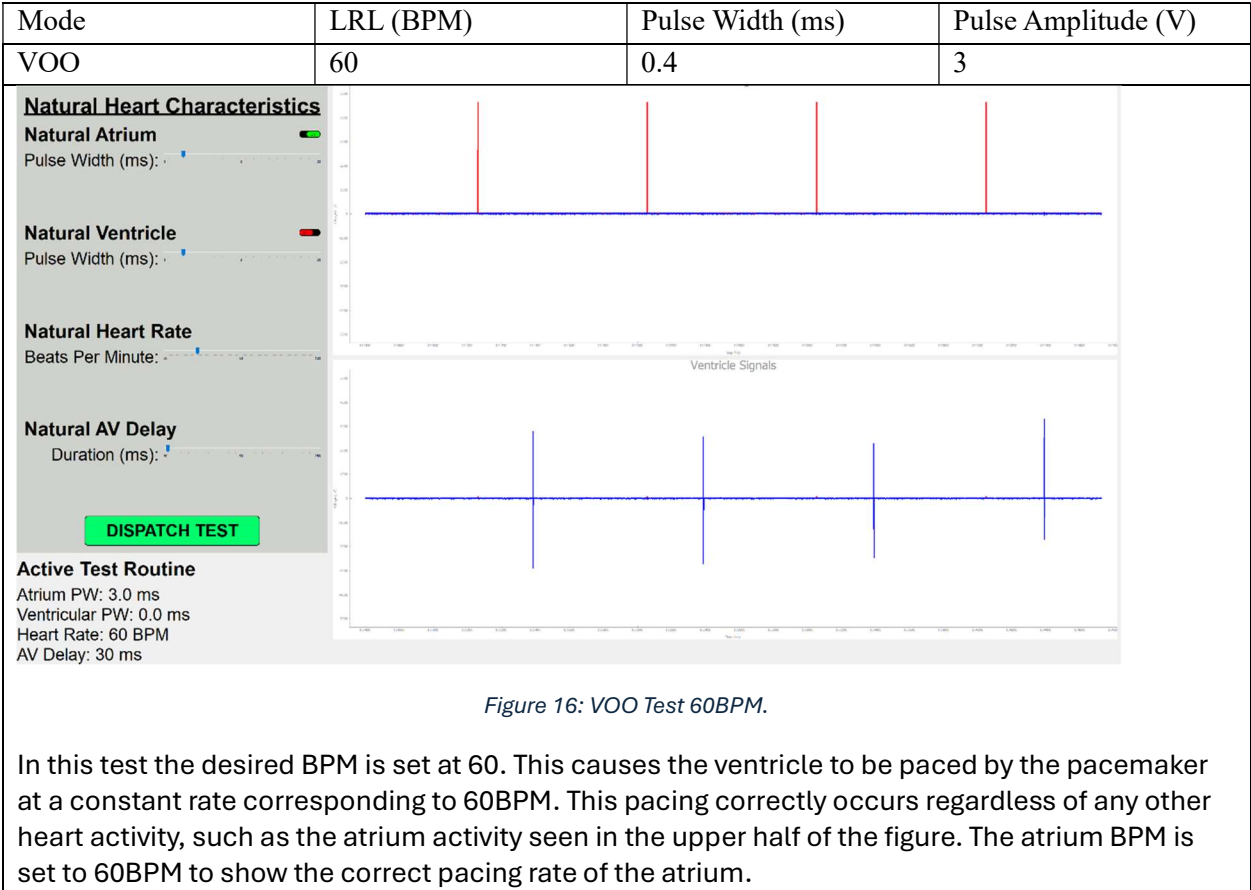 Mode LRL (BPM) Pulse Width (ms) Pulse Amplitude (V)
VOO 60 0.4 3
Natural Heart Characteristics
Natural Atrium
Pulse Width (ms):
Natural Ventricle
Pulse Width (ms):
Natural Heart Rate
Beats Per Minute:
Natural AV Delay
Duration (ms):
DISPATCH TEST
Active Test Routine
Atrium PW: 3.0 ms
Ventricular PW: 0.0 ms
Heart Rate: 60 BPM
AV Delay: 30 ms
Ventricle Signals
Figure 16: VOO Test 60BPM.
In this test the desired BPM is set at 60. This causes the ventricle to be paced by the pacemaker
at a constant rate corresponding to 60BPM. This pacing correctly occurs regardless of any other
heart activity, such as the atrium activity seen in the upper half of the figure. The atrium BPM is
set to 60BPM to show the correct pacing rate of the atrium.